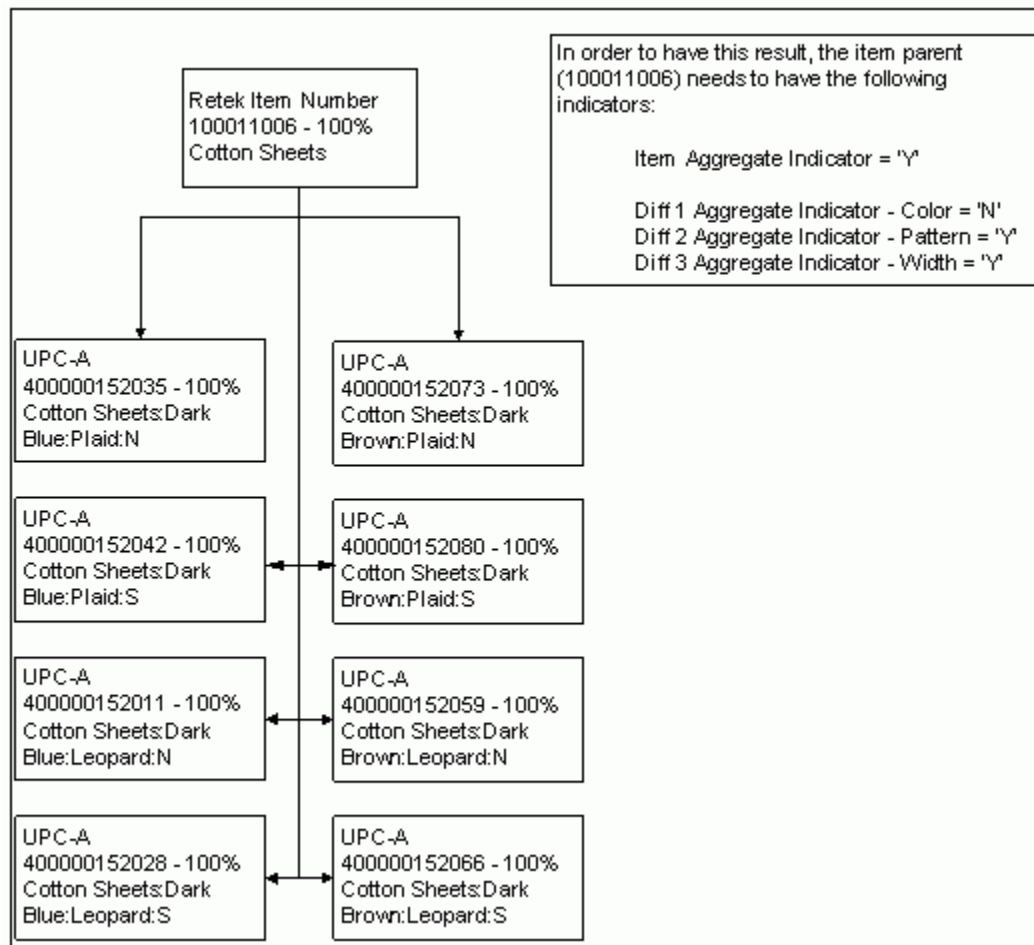 In order to have this result, the item parent
(100011006) needs to have the following
indicators:
Item Aggregate Indicator = 'Y'
Diff 1 Aggregate Indicator - Color = 'N'
Diff 2 Aggregate Indicator - Pattern = 'Y'
Diff 3 Aggregate Indicator - Width = 'Y'
Retek Item Number
100011006 - 100%
Cotton Sheets
UPC-A
400000152035 - 100%
Cotton Sheets:Dark
Blue:Plaid:N
UPC-A
400000152073 - 100%
Cotton Sheets:Dark
Brown:Plaid:N
UPC-A
400000152042 - 100%
Cotton Sheets:Dark
Blue:Plaid:S
UPC-A
400000152080 - 100%
Cotton Sheets:Dark
Brown:Plaid:S
UPC-A
400000152011 - 100%
Cotton Sheets:Dark
Blue:Leopard:N
UPC-A
400000152059 - 100%
Cotton Sheets:Dark
Brown:Leopard:N
UPC-A
400000152028 - 100%
Cotton Sheets:Dark
Blue:Leopard:S
UPC-A
400000152066 - 100%
Cotton Sheets:Dark
Brown:Leopard:S